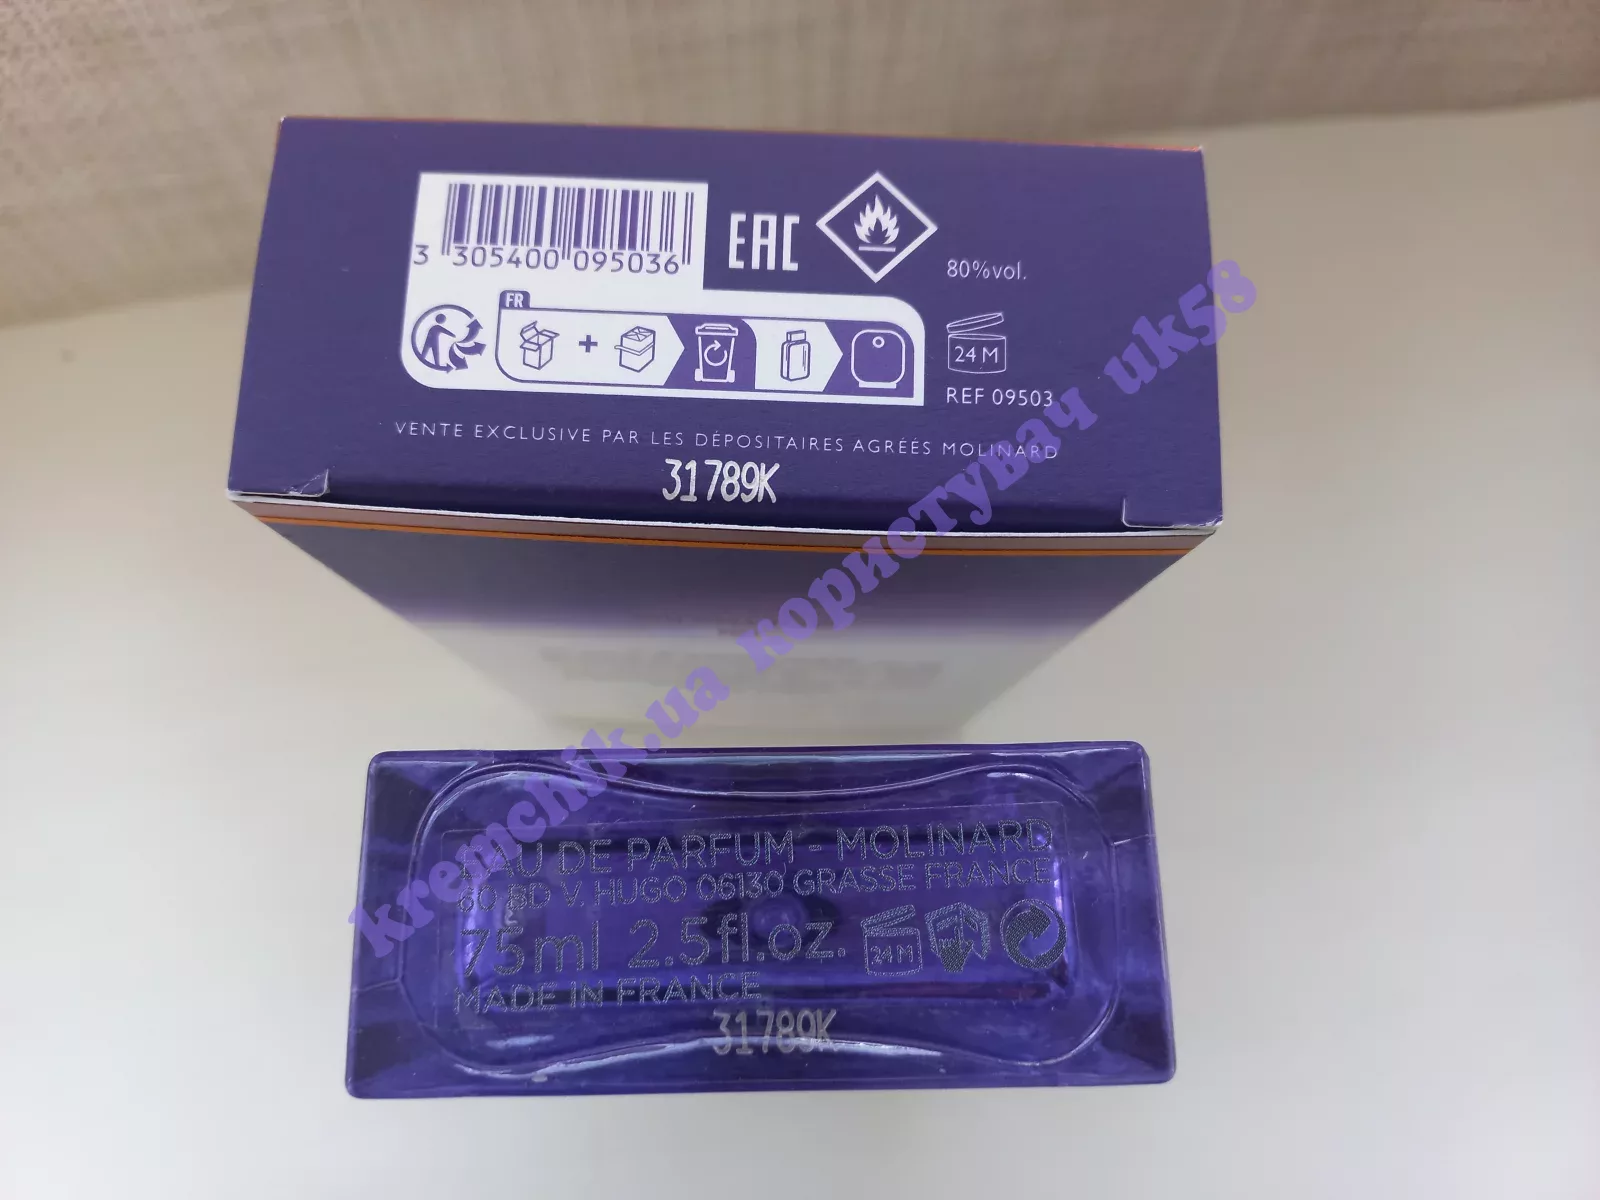 3 305400 095036
EAC
80%vol.
FR
24 M
REF 09503
VENTE EXCLUSIVE PAR LES DÉPOSITAIRES AGRÉÉS MOLINARD
31789K
kremchik.ua користувач uk58
EAU DE PARFUM - MOLINARD
60 BD V. HUGO 06130 GRASSE FRANCE
75ml 2.5fl.oz.
24 M
MADE IN FRANCE
31789K